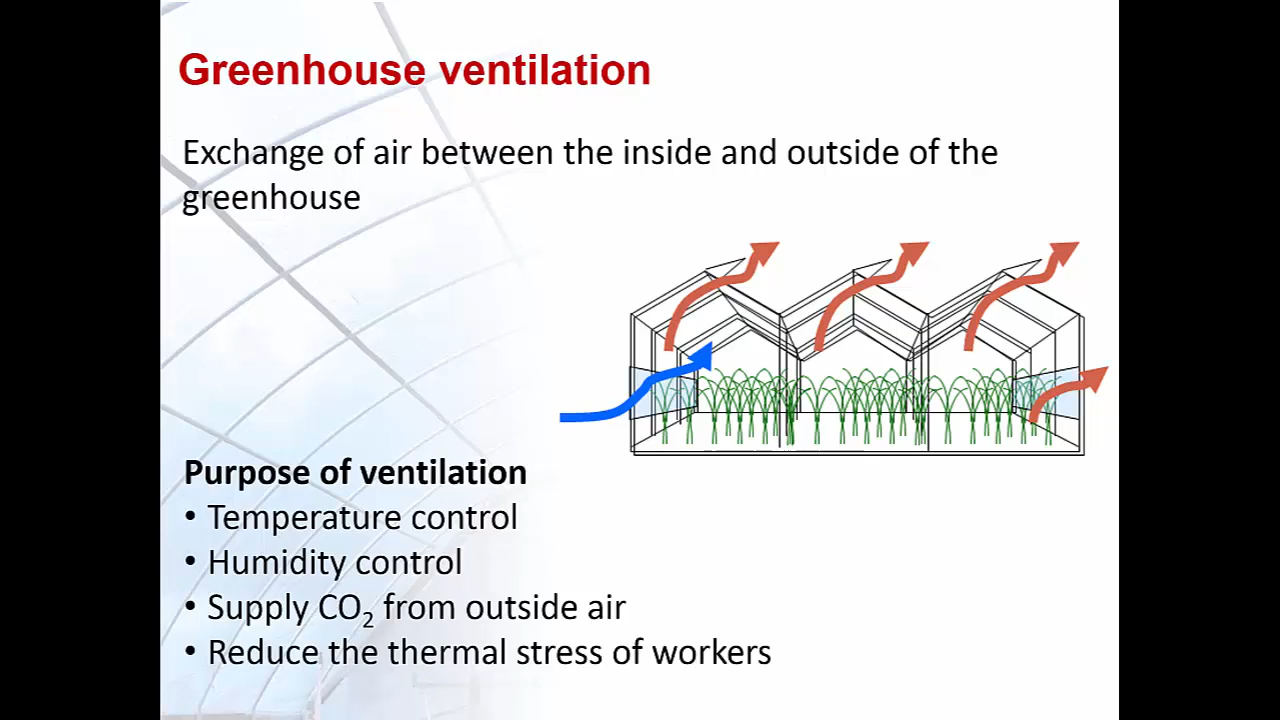 Greenhouse ventilation
Exchange of air between the inside and outside of the
greenhouse
Purpose of ventilation
• Temperature control
• Humidity control
• Supply CO₂ from outside air
• Reduce the thermal stress of workers